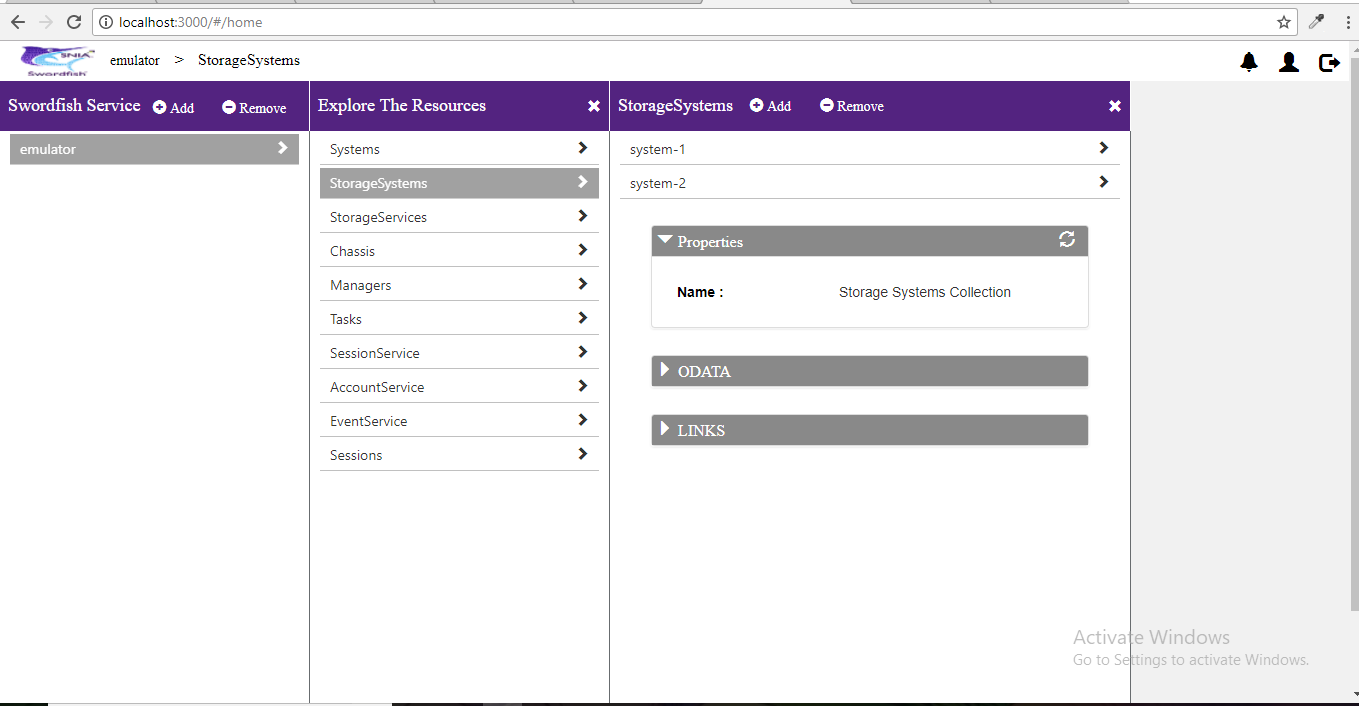 localhost:3000/#/home
SNIA
Swordfish
emulator > StorageSystems
Swordfish Service Add Remove
emulator
Explore The Resources
Systems
StorageSystems
StorageServices
Chassis
Managers
Tasks
SessionService
AccountService
EventService
Sessions
StorageSystems Add Remove
system-1
system-2
Properties
Name : Storage Systems Collection
ODATA
LINKS
Activate Windows
Go to Settings to activate Windows.